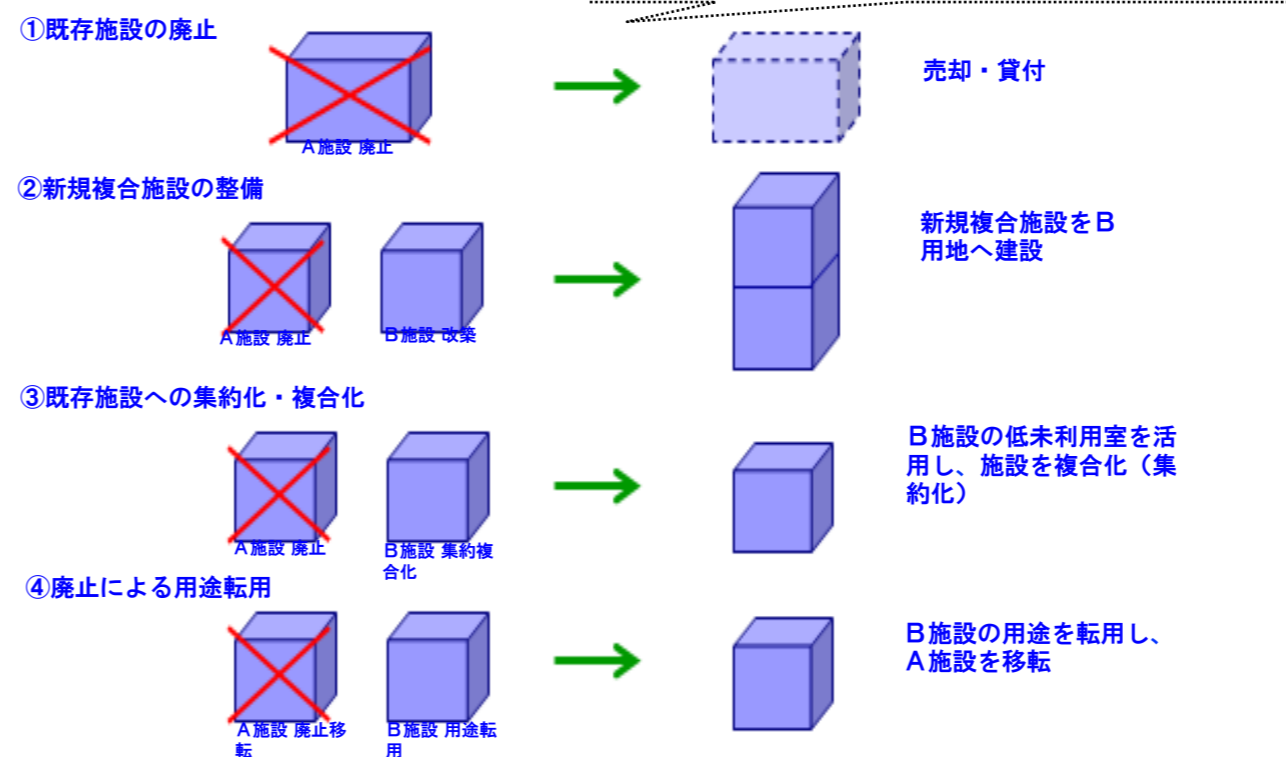 ①既存施設の廃止
売却・貸付
A施設 廃止
②新規複合施設の整備
新規複合施設をB
用地へ建設
A施設 廃止
B施設 改築
③既存施設への集約化・複合化
B施設の低未利用室を活
用し、施設を複合化（集
約化）
A施設 廃止
B施設 集約複
合化
④廃止による用途転用
B施設の用途を転用し、
A施設を移転
A施設 廃止移
転
B施設 用途転
用